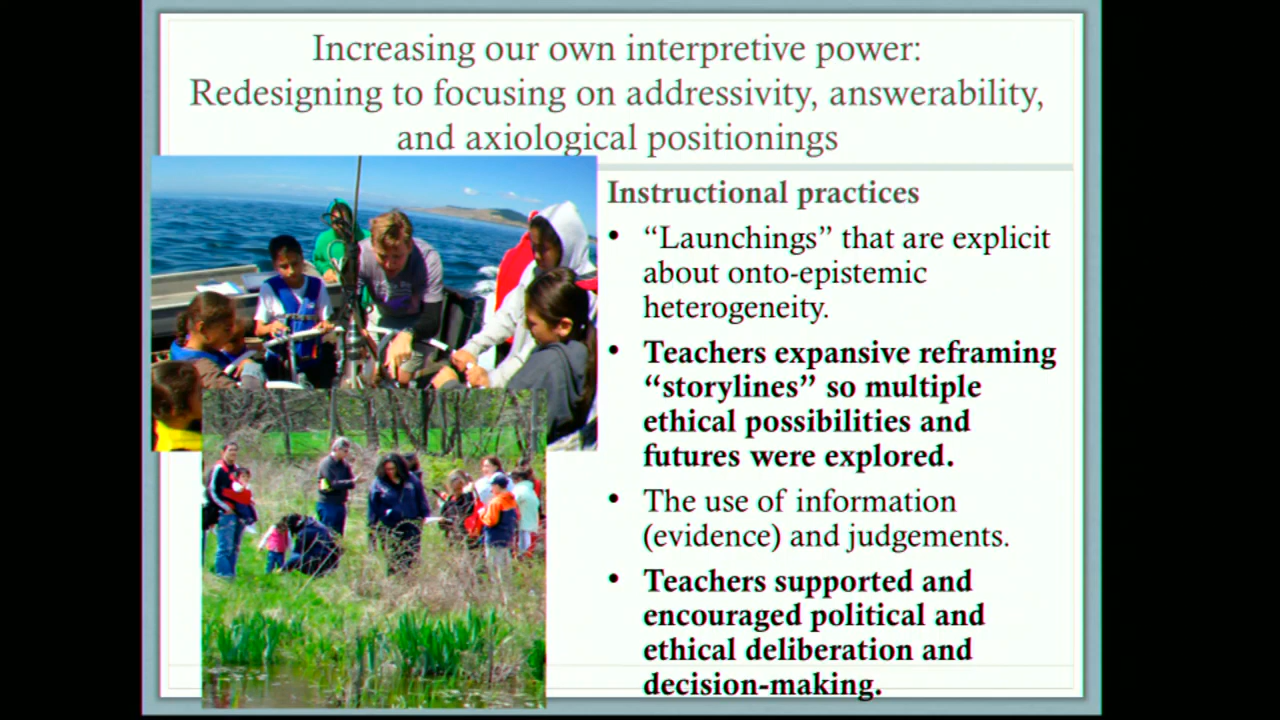 Increasing our own interpretive power:
Redesigning to focusing on addressivity, answerability,
and axiological positionings
Instructional practices
• “Launchings” that are explicit
about onto-epistemic
heterogeneity.
• Teachers expansive reframing
“storylines” so multiple
ethical possibilities and
futures were explored.
• The use of information
(evidence) and judgements.
• Teachers supported and
encouraged political and
ethical deliberation and
decision-making.